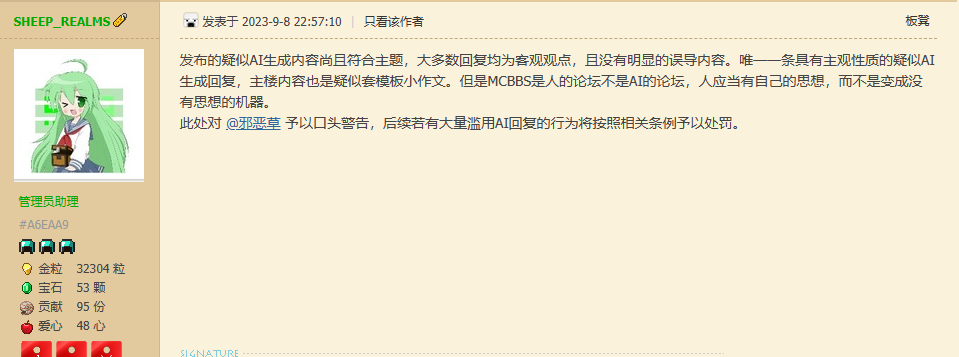 SHEEP_REALMS
发表于 2023-9-8 22:57:10 | 只看该作者
板凳
发布的疑似AI生成内容尚且符合主题，大多数回复均为客观观点，且没有明显的误导内容。唯一一条具有主观性质的疑似AI
生成回复，主楼内容也是疑似套模板小作文。但是MCBBS是人的论坛不是AI的论坛，人应当有自己的思想，而不是变成没
有思想的机器。
此处对 @邪恶草 予以口头警告，后续若有大量滥用AI回复的行为将按照相关条例予以处罚。
管理员助理
#A6EAA9
金粒 32304 粒
宝石 53 颗
贡献 95 份
爱心 48 心
SIGNATURE